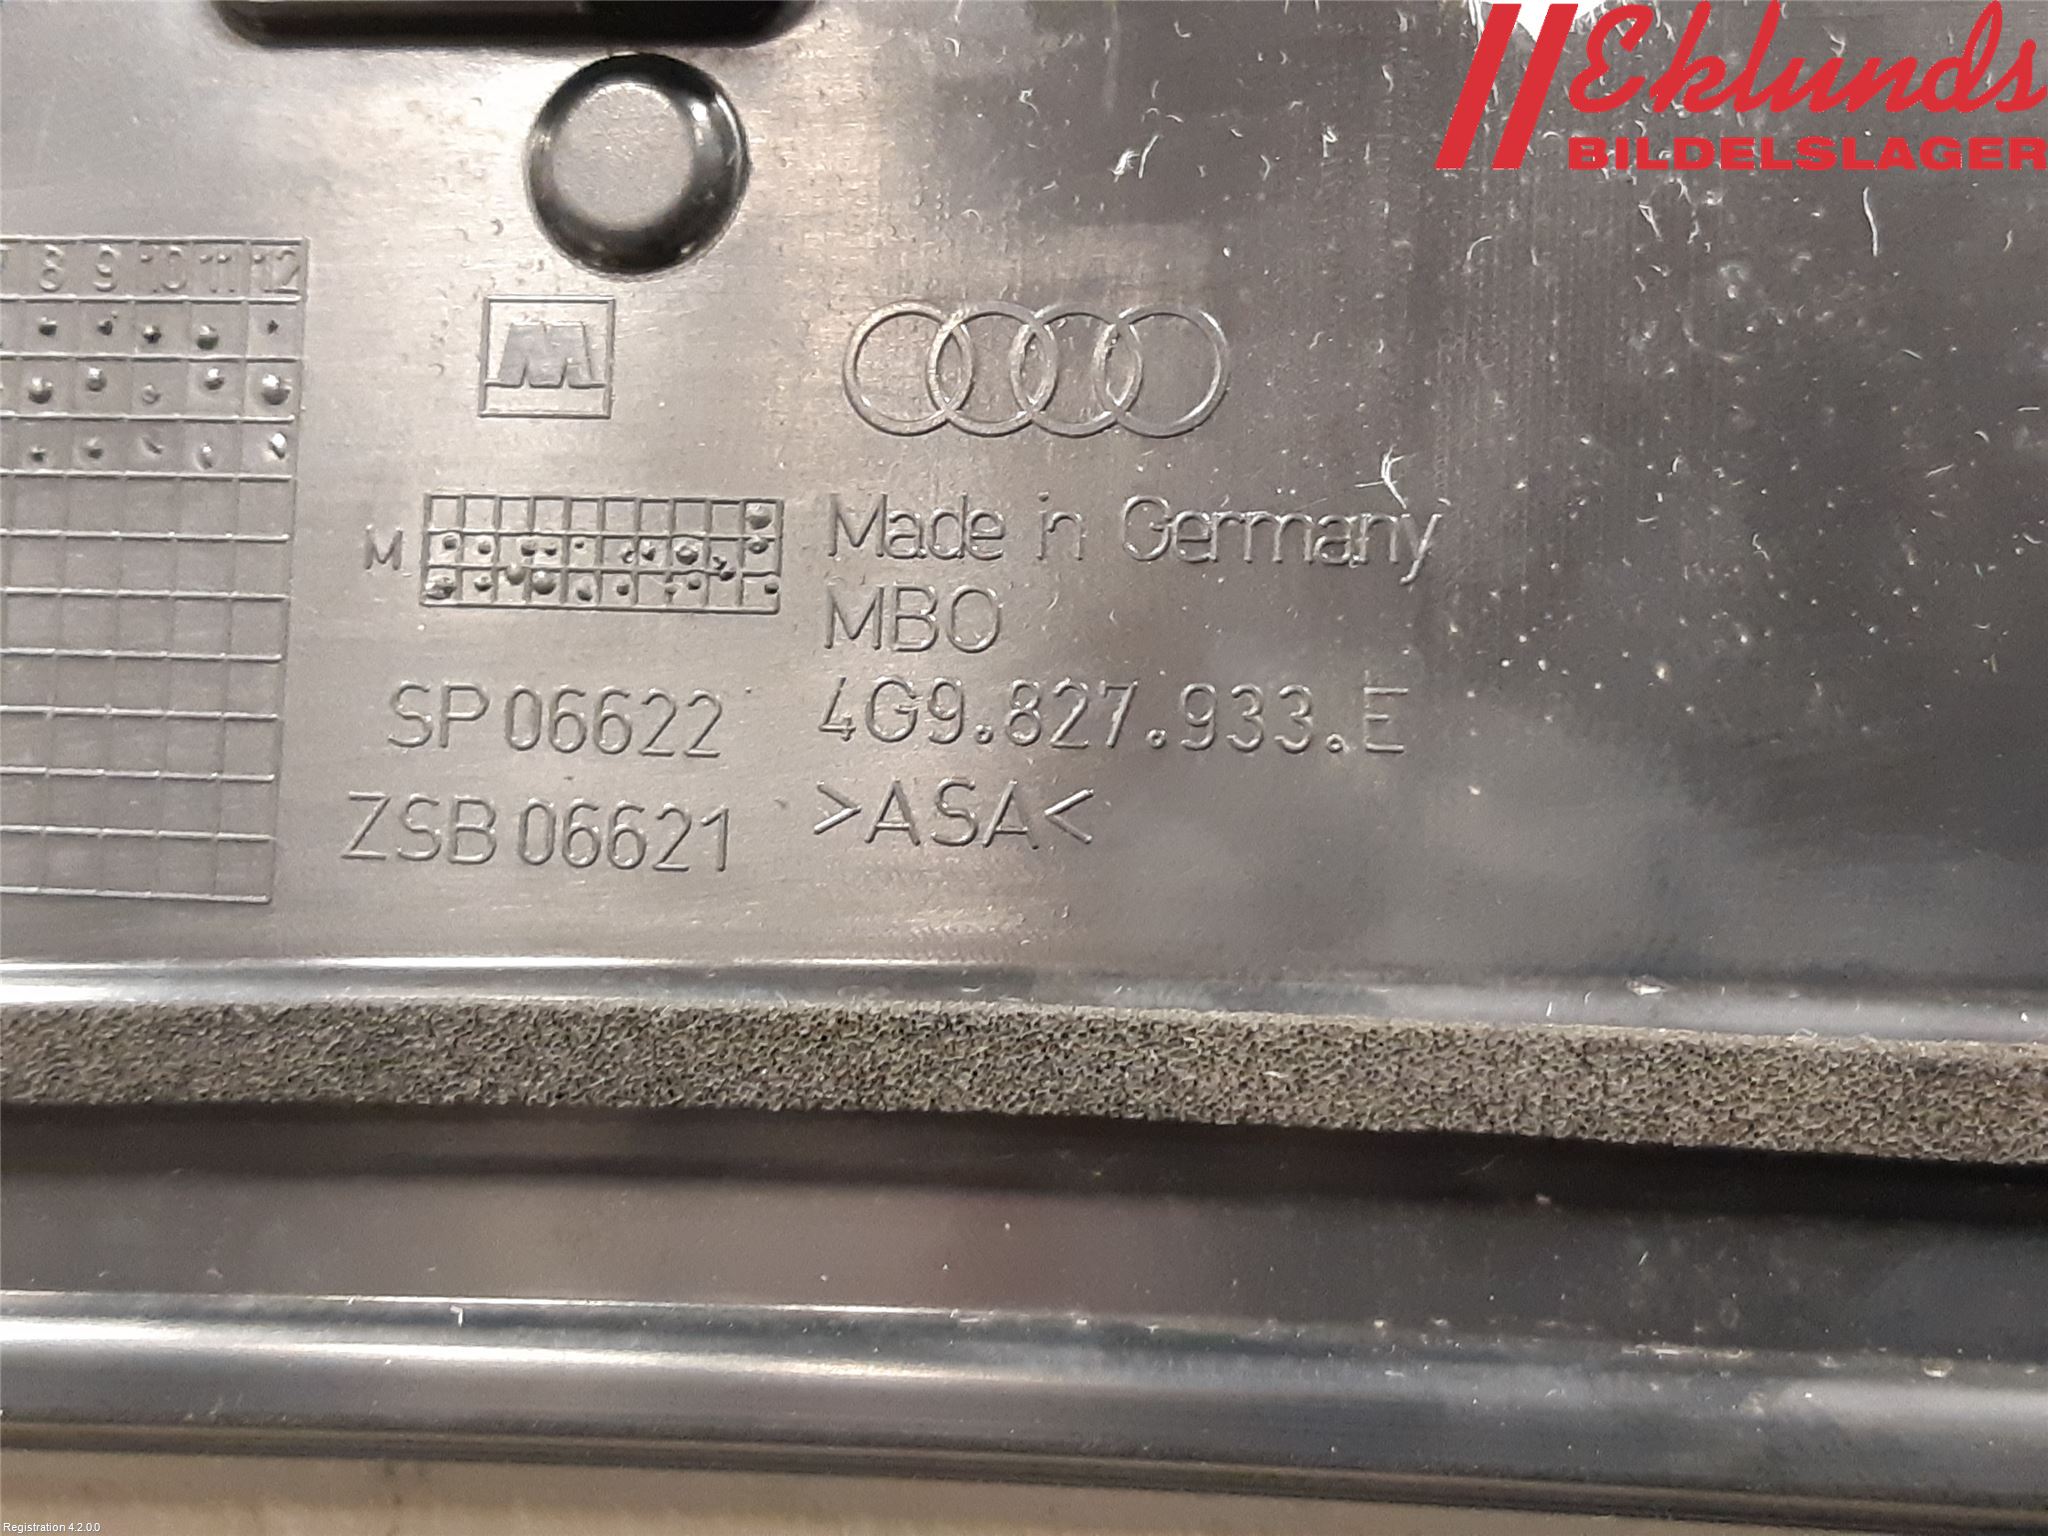 Eklunds
BILDELSLAGER
8 9 10 11 12
M
M
Made in Germany
MBO
SP 06622
4G9.827.933.E
ZSB 06621
>ASA<
Registration 4.2.0.0